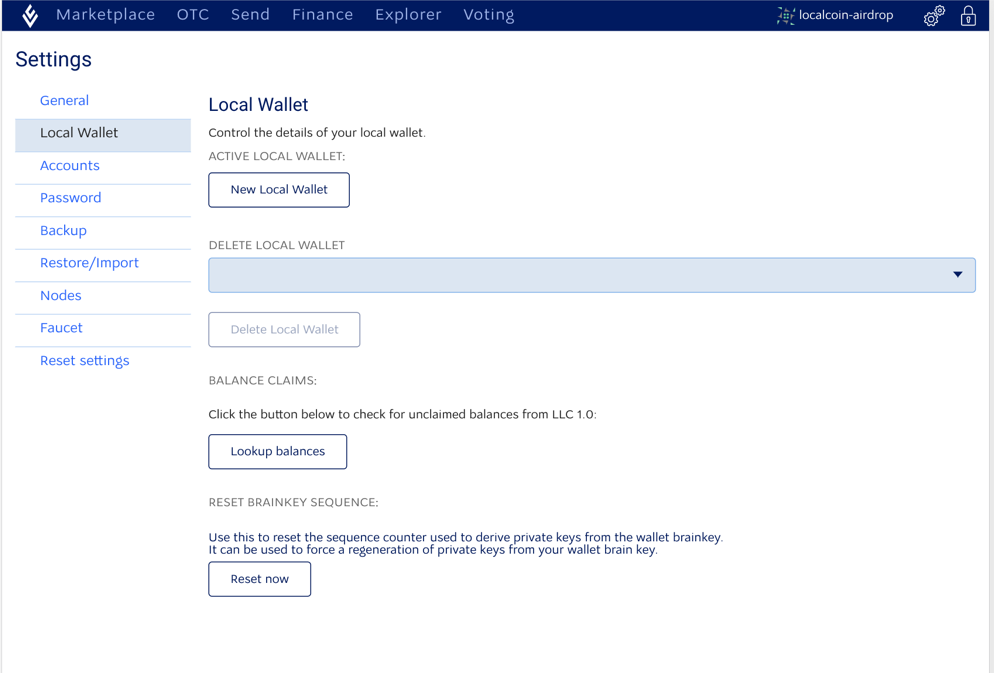 Marketplace OTC Send Finance Explorer Voting localcoin-airdrop
Settings
General
Local Wallet
Accounts
Password
Backup
Restore/Import
Nodes
Faucet
Reset settings
Local Wallet
Control the details of your local wallet.
ACTIVE LOCAL WALLET:
New Local Wallet
DELETE LOCAL WALLET
Delete Local Wallet
BALANCE CLAIMS:
Click the button below to check for unclaimed balances from LLC 1.0:
Lookup balances
RESET BRAINKEY SEQUENCE:
Use this to reset the sequence counter used to derive private keys from the wallet brainkey.
It can be used to force a regeneration of private keys from your wallet brain key.
Reset now